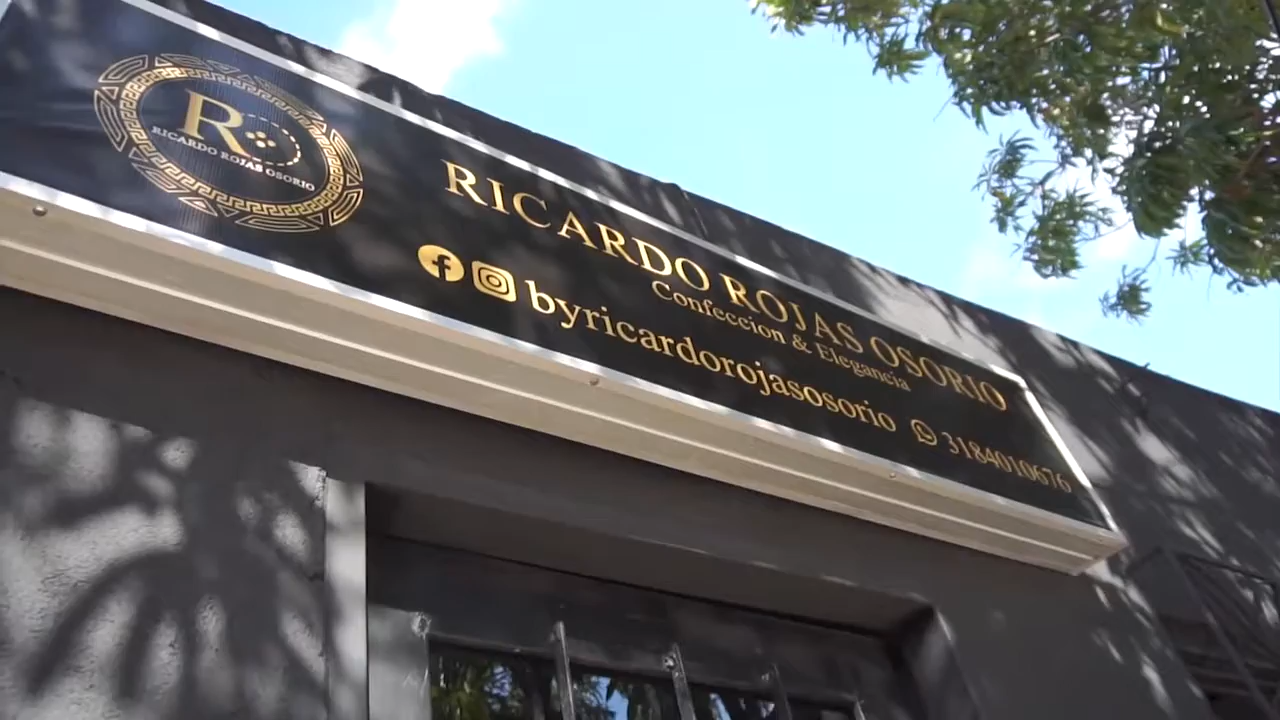 R
RICARDO ROJAS OSORIO
RICARDO ROJAS OSORIO
Confeccion & Elegancia
byricardorojasosorio 3184010676